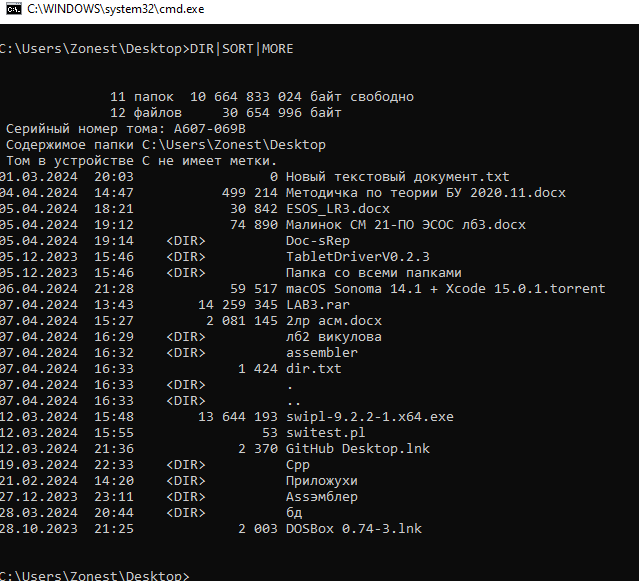 C:\WINDOWS\system32\cmd.exe
C:\Users\Zonest\Desktop>DIR|SORT|MORE
11 папок  10 664 833 024 байт свободно
12 файлов     30 654 996 байт
Серийный номер тома: A607-069B
Содержимое папки C:\Users\Zonest\Desktop
Том в устройстве C не имеет метки.
01.03.2024  20:03                 0 Новый текстовый документ.txt
04.04.2024  14:47           499 214 Методичка по теории БУ 2020.11.docx
05.04.2024  18:21            30 842 ESOS_LR3.docx
05.04.2024  19:12            74 890 Малинок СМ 21-ПО ЭСОС лб3.docx
05.04.2024  19:14    <DIR>          Doc-sRep
05.12.2023  15:46    <DIR>          TabletDriverV0.2.3
05.12.2023  15:46    <DIR>          Папка со всеми папками
06.04.2024  21:28            59 517 macOS Sonoma 14.1 + Xcode 15.0.1.torrent
07.04.2024  13:43        14 259 345 LAB3.rar
07.04.2024  15:27         2 081 145 2лр асм.docx
07.04.2024  16:29    <DIR>          лб2 викулова
07.04.2024  16:32    <DIR>          assembler
07.04.2024  16:33             1 424 dir.txt
07.04.2024  16:33    <DIR>          .
07.04.2024  16:33    <DIR>          ..
12.03.2024  15:48        13 644 193 swipl-9.2.2-1.x64.exe
12.03.2024  15:55                53 switest.pl
12.03.2024  21:36             2 370 GitHub Desktop.lnk
19.03.2024  22:33    <DIR>          Cpp
21.02.2024  14:20    <DIR>          Приложухи
27.12.2023  23:11    <DIR>          Assэмблер
28.03.2024  20:44    <DIR>          бд
28.10.2023  21:25             2 003 DOSBox 0.74-3.lnk
C:\Users\Zonest\Desktop>